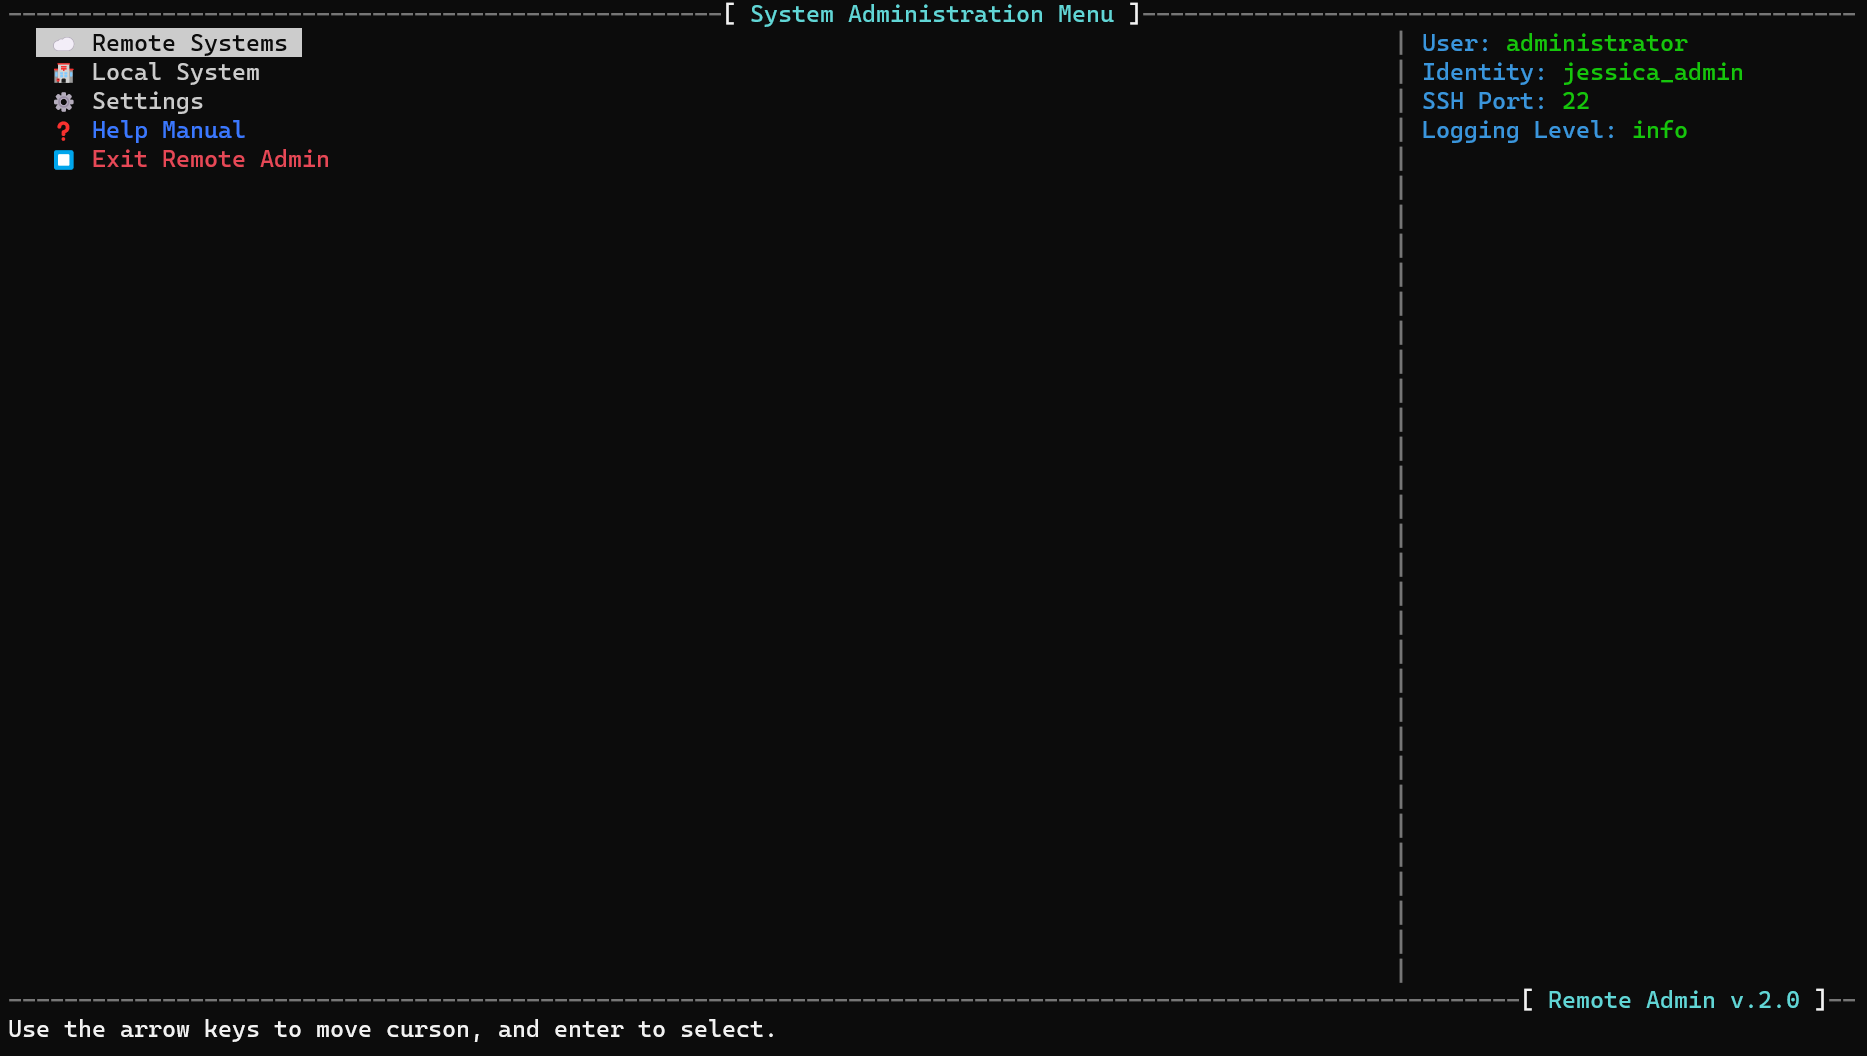 [ System Administration Menu ]
Remote Systems
Local System
Settings
Help Manual
Exit Remote Admin
User: administrator
Identity: jessica_admin
SSH Port: 22
Logging Level: info
[ Remote Admin v.2.0 ]
Use the arrow keys to move curson, and enter to select.